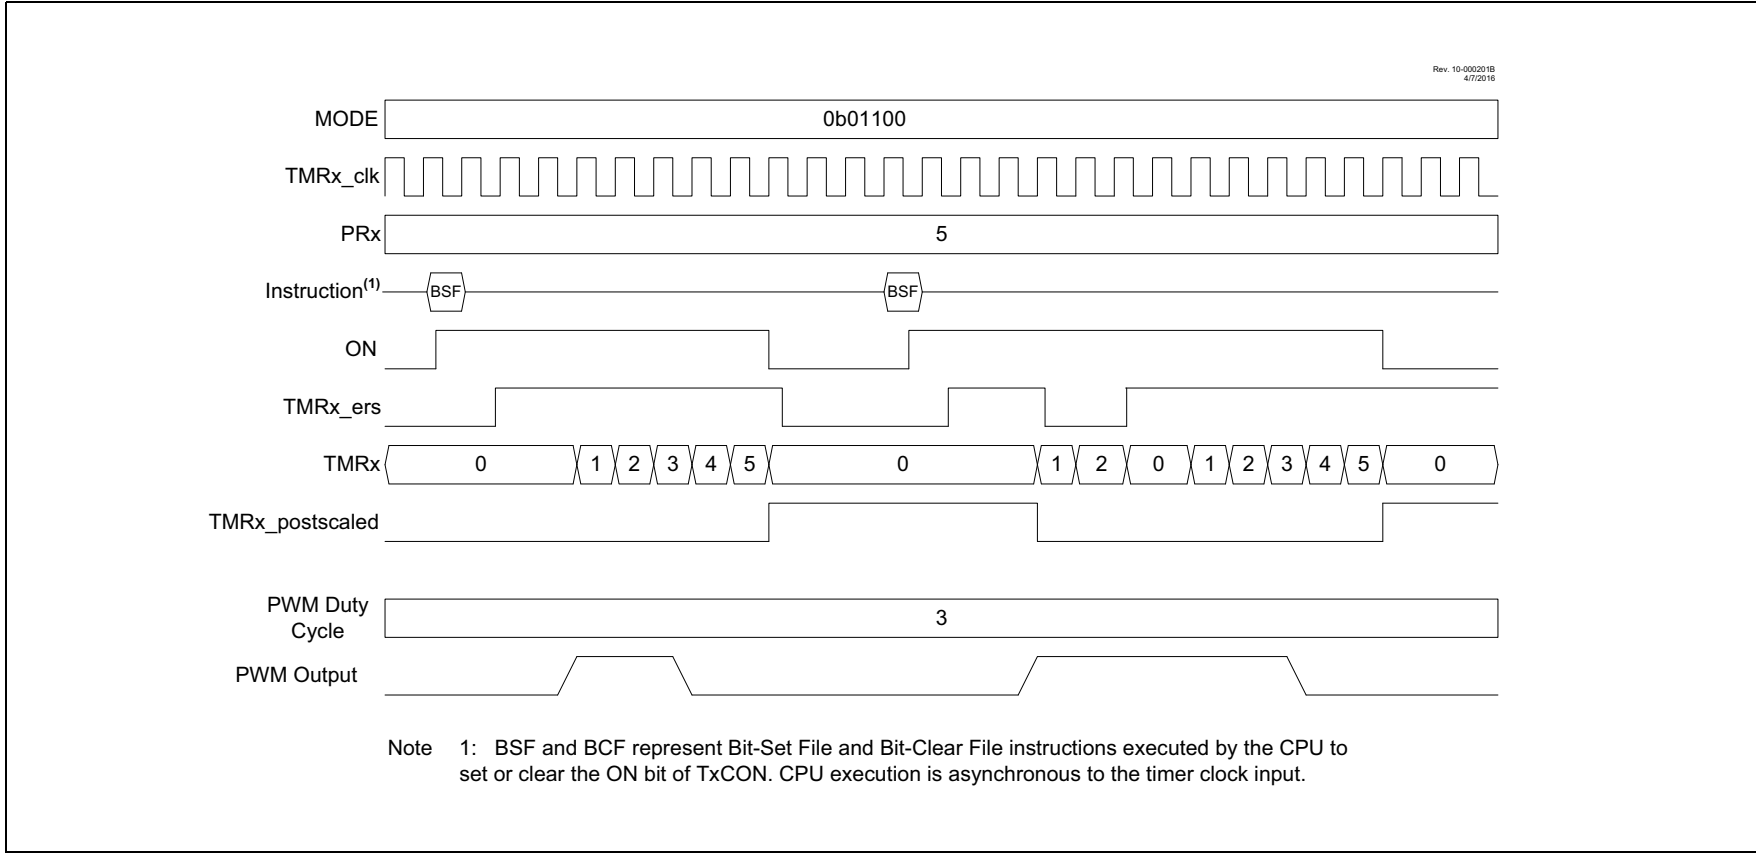 Rev. 10-000201B
4/7/2016
MODE 0b01100
TMRx_clk
PRx 5
Instruction(1) BSF BSF
ON
TMRx_ers
TMRx 0 1 2 3 4 5 0 1 2 0 1 2 3 4 5 0
TMRx_postscaled
PWM Duty
Cycle 3
PWM Output
Note 1: BSF and BCF represent Bit-Set File and Bit-Clear File instructions executed by the CPU to
set or clear the ON bit of TxCON. CPU execution is asynchronous to the timer clock input.